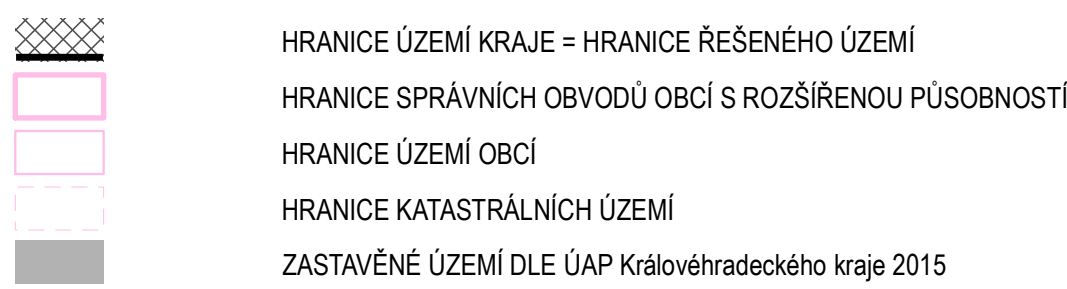 HRANICE ÚZEMÍ KRAJE = HRANICE ŘEŠENÉHO ÚZEMÍ
HRANICE SPRÁVNÍCH OBVODŮ OBCÍ S ROZŠÍŘENOU PŮSOBNOSTÍ
HRANICE ÚZEMÍ OBCÍ
HRANICE KATASTRÁLNÍCH ÚZEMÍ
ZASTAVĚNÉ ÚZEMÍ DLE ÚAP Královéhradeckého kraje 2015